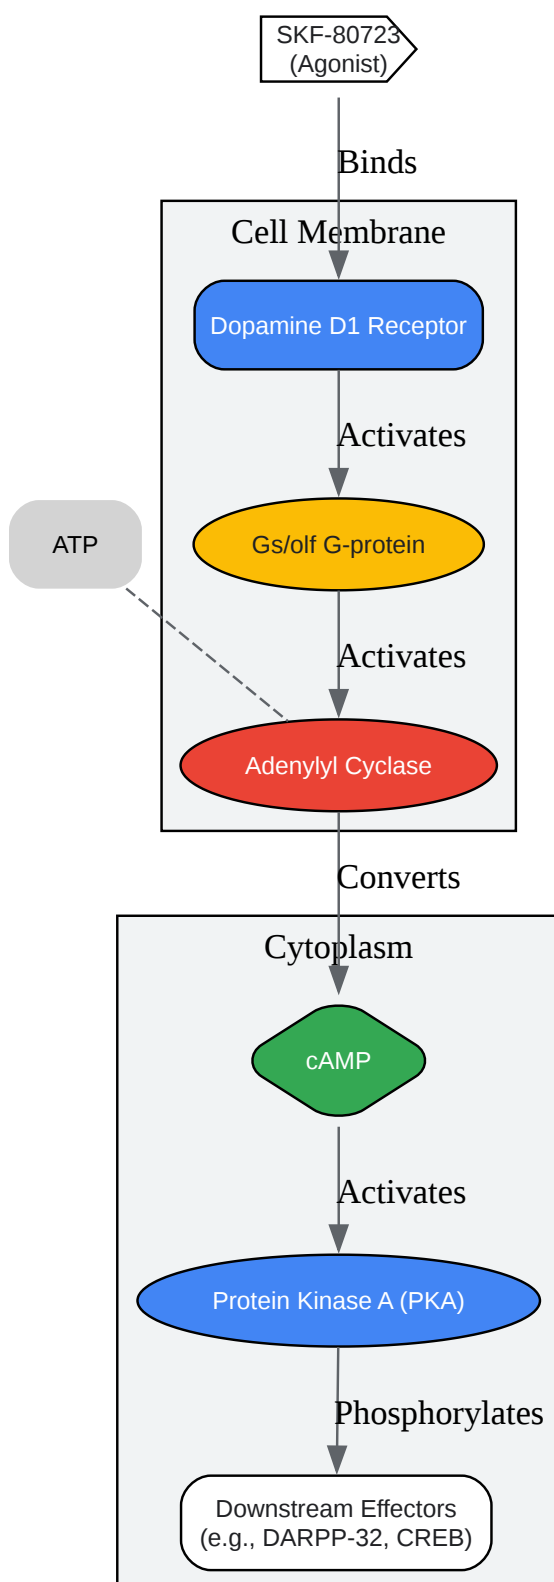 SKF-80723
(Agonist)
Binds
Cell Membrane
Dopamine D1 Receptor
Activates
ATP
Gs/olf G-protein
Activates
Adenylyl Cyclase
Converts
Cytoplasm
cAMP
Activates
Protein Kinase A (PKA)
Phosphorylates
Downstream Effectors
(e.g., DARPP-32, CREB)